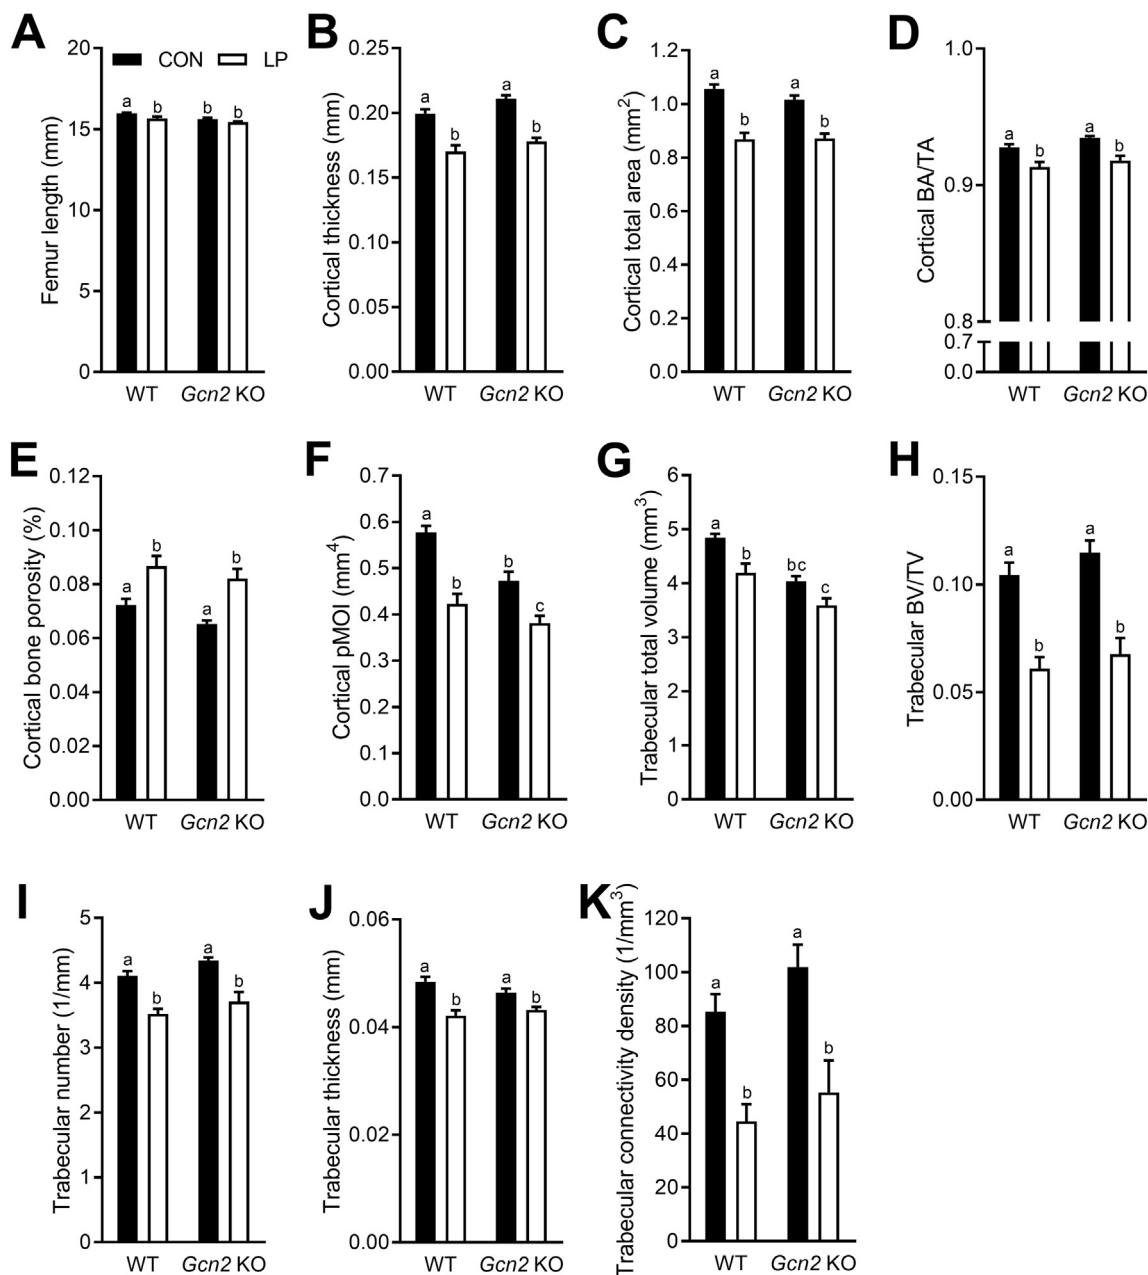 A
Femur length (mm)
20
15
10
5
0
CON LP
a b b b
WT Gcn2 KO
B
Cortical thickness (mm)
0.25
0.20
0.15
0.10
0.05
0.00
a b a b
WT Gcn2 KO
C
Cortical total area (mm²)
1.2
1.0
0.8
0.6
0.4
0.2
0.0
a b a b
WT Gcn2 KO
D
Cortical BA/TA
1.0
0.9
0.8
0.7
0.0
a b a b
WT Gcn2 KO
E
Cortical bone porosity (%)
0.12
0.10
0.08
0.06
0.04
0.02
0.00
a b a b
WT Gcn2 KO
F
Cortical pMOI (mm⁴)
0.7
0.6
0.5
0.4
0.3
0.2
0.1
0.0
a b b c
WT Gcn2 KO
G
Trabecular total volume (mm³)
6
5
4
3
2
1
0
a b bc c
WT Gcn2 KO
H
Trabecular BV/TV
0.15
0.10
0.05
0.00
a b a b
WT Gcn2 KO
I
Trabecular number (1/mm)
5
4
3
2
1
0
a b a b
WT Gcn2 KO
J
Trabecular thickness (mm)
0.06
0.04
0.02
0.00
a b a b
WT Gcn2 KO
K
Trabecular connectivity density (1/mm³)
120
100
80
60
40
20
0
a b a b
WT Gcn2 KO